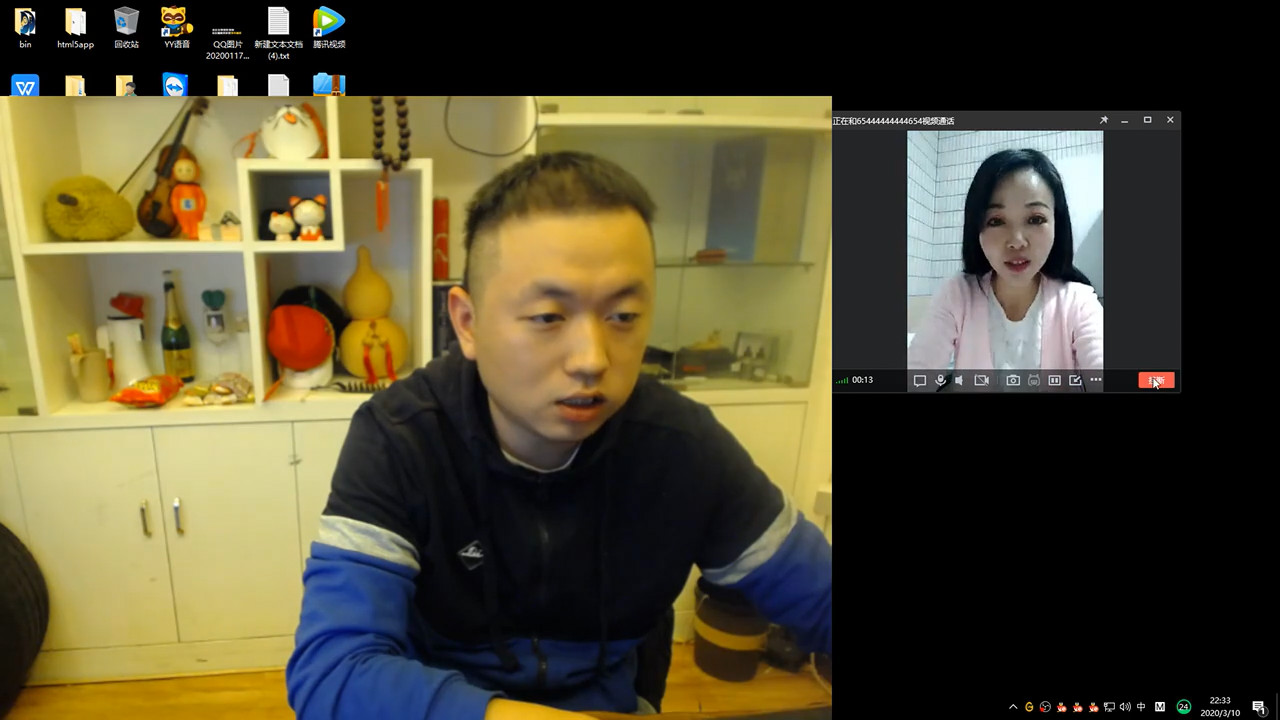 bin
html5app
回收站
YY语音
QQ图片
20200117...
新建文本文档
(4).txt
腾讯视频
正在和65444444444654视频通话
00:13
中
M
24
22:33
2020/3/10